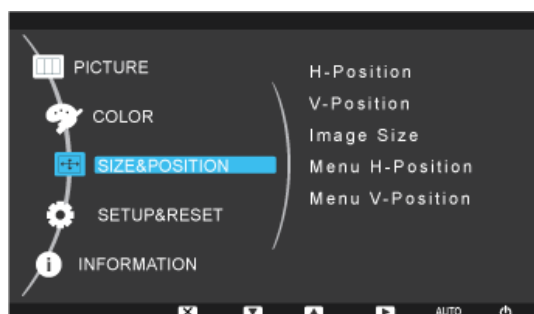 PICTURE
COLOR
SIZE&POSITION
SETUP&RESET
INFORMATION
H-Position
V-Position
Image Size
Menu H-Position
Menu V-Position
AUTO